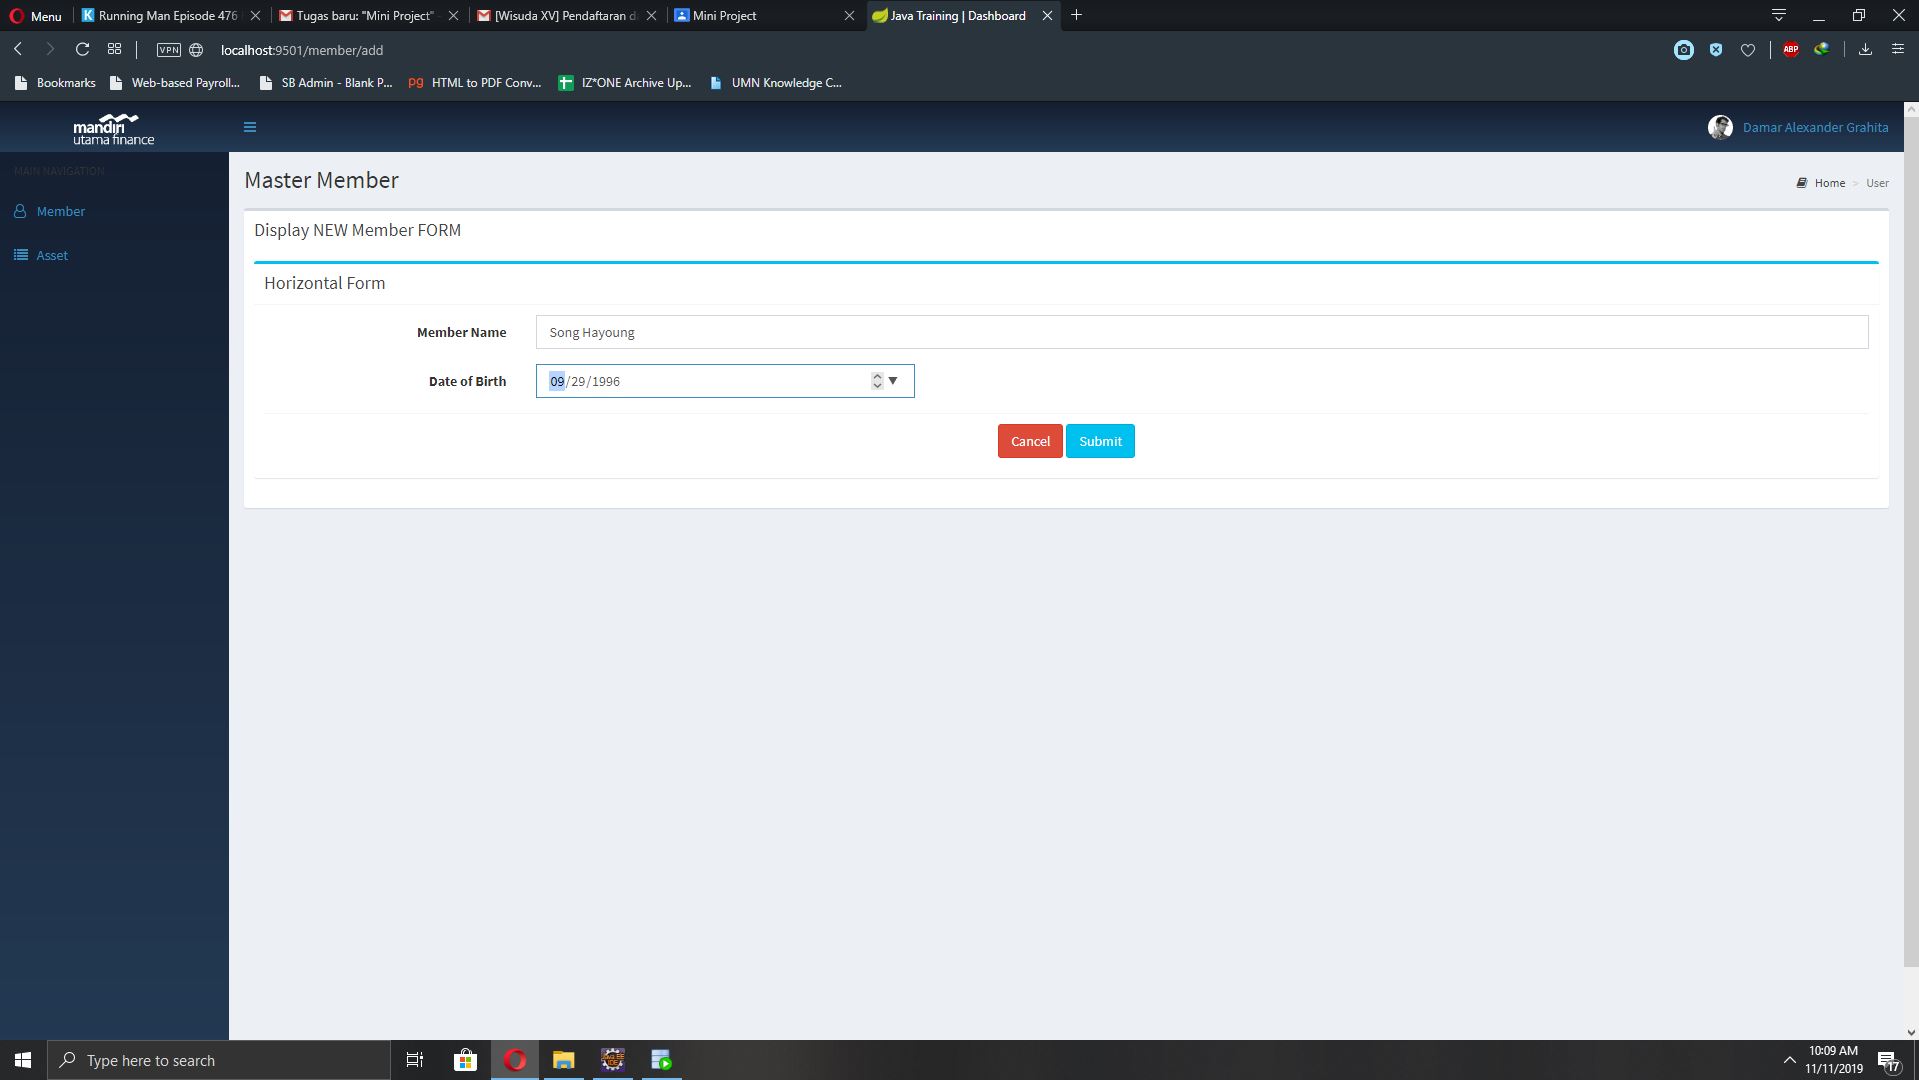 Menu
Running Man Episode 476
Tugas baru: "Mini Project" -
[Wisuda XV] Pendaftaran d
Mini Project
Java Training | Dashboard
VPN
localhost:9501/member/add
ABP
Bookmarks
Web-based Payroll...
SB Admin - Blank P...
pg HTML to PDF Conv...
IZ*ONE Archive Up...
UMN Knowledge C...
mandiri
utama finance
Damar Alexander Grahita
MAIN NAVIGATION
Member
Asset
Master Member
Home > User
Display NEW Member FORM
Horizontal Form
Member Name
Song Hayoung
Date of Birth
09/29/1996
Cancel
Submit
Type here to search
10:09 AM
11/11/2019
17